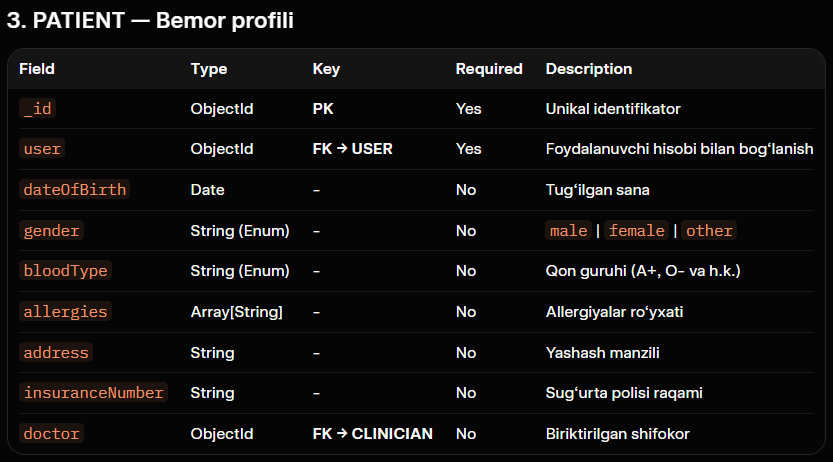 3. PATIENT — Bemor profili
Field Type Key Required Description
_id ObjectId PK Yes Unikal identifikator
user ObjectId FK → USER Yes Foydalanuvchi hisobi bilan bog‘lanish
dateOfBirth Date - No Tug‘ilgan sana
gender String (Enum) - No male | female | other
bloodType String (Enum) - No Qon guruhi (A+, O- va h.k.)
allergies Array[String] - No Allergiyalar ro‘yxati
address String - No Yashash manzili
insuranceNumber String - No Sug‘urta polisi raqami
doctor ObjectId FK → CLINICIAN No Biriktirilgan shifokor